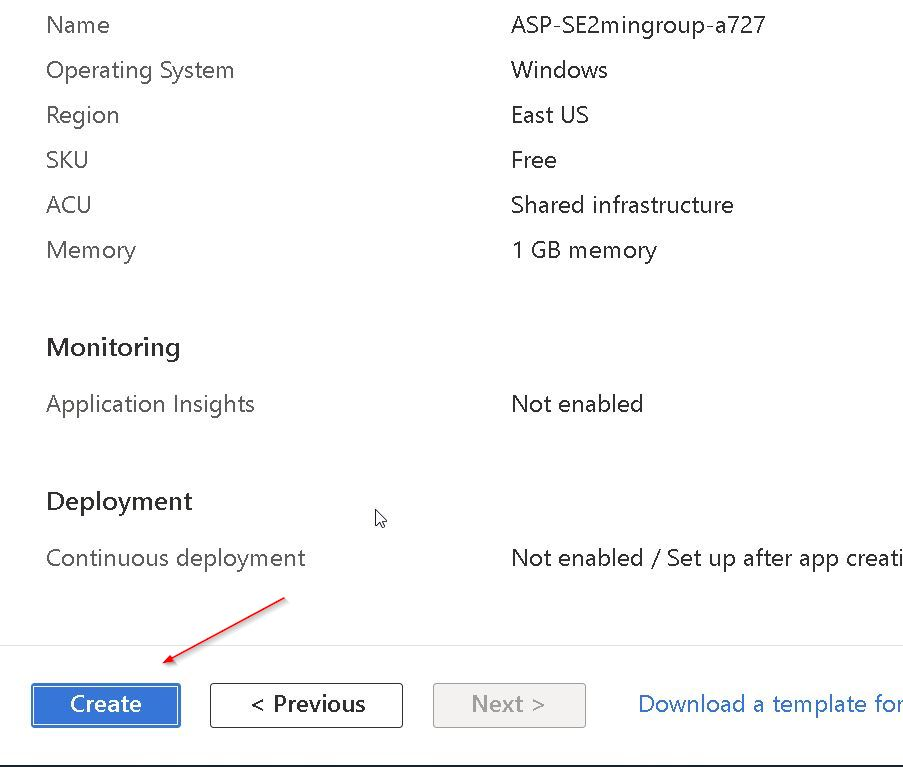 Name ASP-SE2mingroup-a727
Operating System Windows
Region East US
SKU Free
ACU Shared infrastructure
Memory 1 GB memory
Monitoring
Application Insights Not enabled
Deployment
Continuous deployment Not enabled / Set up after app creati
Create < Previous Next > Download a template for